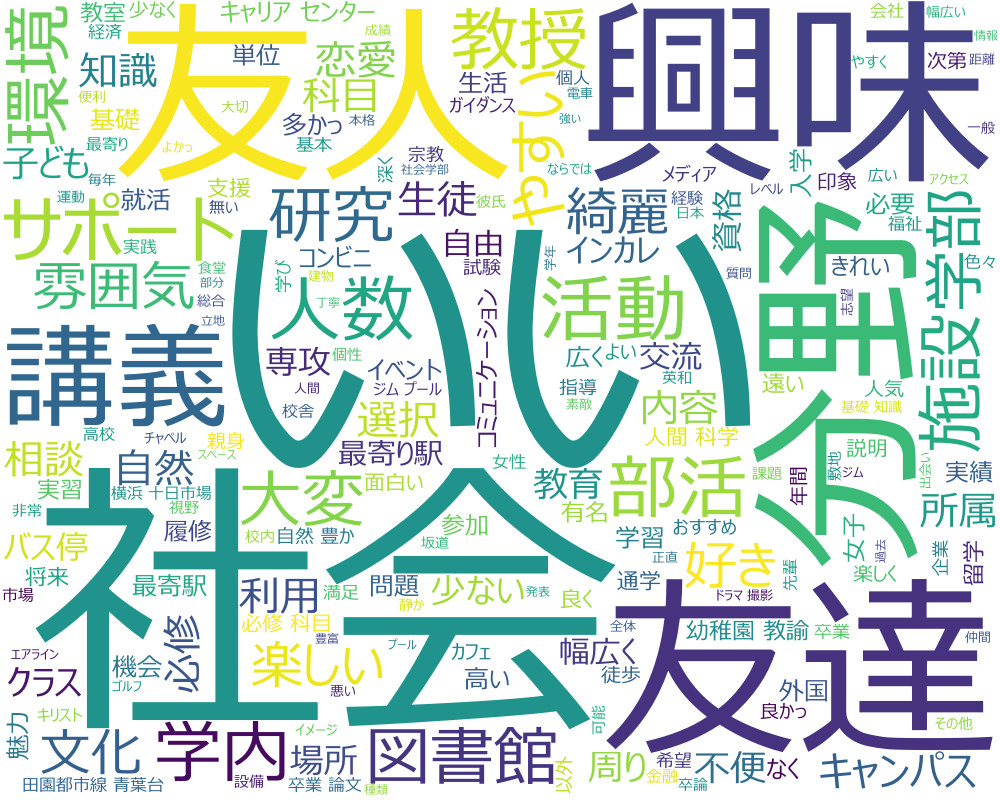 教室
少なく
キャリア センター
成績
会社
幅広い
経済
情報
環境
友人
単位
恋愛
教授
興味
やすく
次第
距離
知識
科目
生活
個人
便利
大切
ガイダンス
電車
基礎
多かっ
本格
やすい
強い
一般
最寄り
よかっ
基本
子ども
宗教
深く
社会学部
ならでは
メディア
入学
広い
アクセス
毎年
支援
印象
運動
就活
無い
研究
生徒
彼氏
綺麗
経験
日本
レベル
必要
福祉
サポート
実践
コンビニ
自由
試験
インカレ
資格
分野
学部
きれい
色々
雰囲気
食堂
部分
学び
建物
いい
学年
質問
志望
総合
丁寧
人数
活動
立地
講義
専攻
個性
イベント
コミュニケーション
広く
よい
交流
遠い
施設
人間
ジム プール
指導
英和
人気
校舎
素敵
選択
内容
基礎 知識
高校
チャペル
親身
スペース
最寄り駅
人間 科学
説明
相談
自然
女性
課題
敷地
ジム
出会い
実習
大変
面白い
教育
部活
年間
実績
非常
横浜 十日市場
視野
有名
所属
履修
校内
自然 豊か
参加
坂道
学習
おすすめ
女子
バス停
正直
過去
企業
留学
将来
最寄駅
利用
満足
問題
少ない
発表
良く
通学
好き
先輩
楽しく
市場
社会
静か
ドラマ 撮影
友達
必修
必修 科目
豊富
プール
全体
幼稚園 教諭
卒業
仲間
エアライン
機会
楽しい
カフェ
幅広く
クラス
ゴルフ
悪い
高い
徒歩
外国
キリスト
良かっ
その他
魅力
文化
学内
イメージ
場所
図書館
可能
周り
希望
不便
なく
キャンパス
以外
金融
卒論
田園都市線 青葉台
設備
卒業 論文
種類